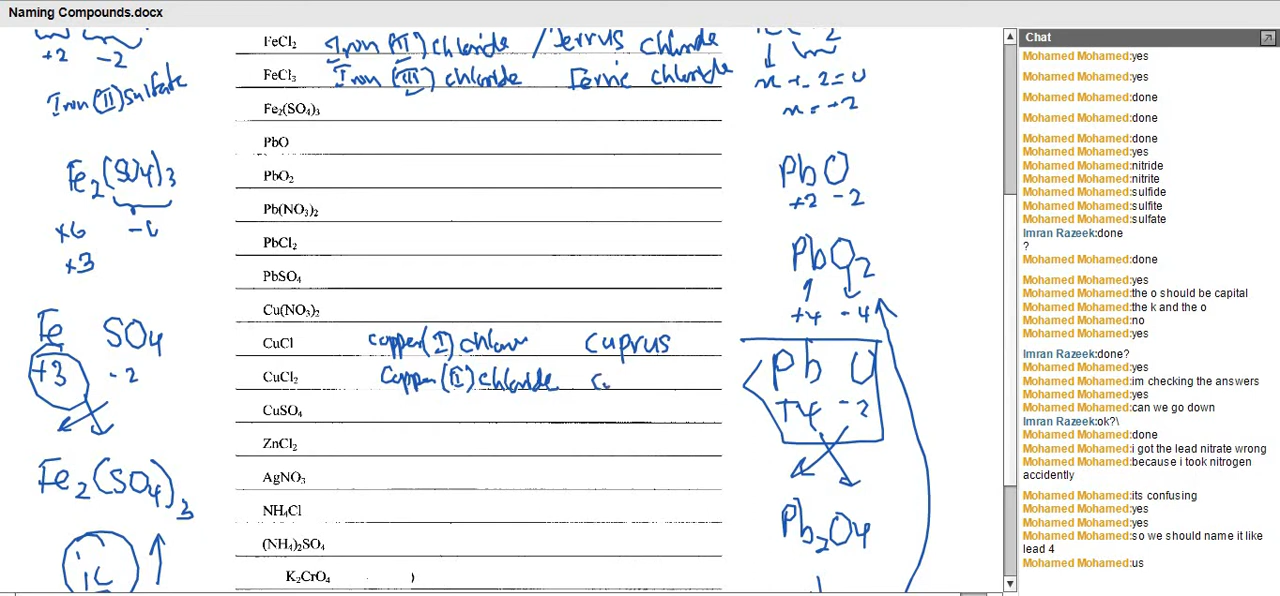 Naming Compounds.docx
+2 -2
Iron (II) sulfate
Fe2(SO4)3
-6
+3
Fe SO4
+3 -2
Fe2(SO4)3
FeCl2 Iron (II) chloride / ferrus chloride
FeCl3 Iron (III) chloride Ferric chloride
Fe2(SO4)3
PbO
PbO2
Pb(NO3)2
PbCl2
PbSO4
Cu(NO3)2
CuCl copper(I) cuprus
CuCl2 Copper (I) chloride c
CuSO4
ZnCl2
AgNO3
NH4Cl
(NH4)2SO4
K2CrO4 )
-2
x + -2 = 0
x = +2
PbO
+2 -2
PbO2
+4 -4
Pb O
+4 -2
Pb2O4
Chat
Mohamed Mohamed:yes
Mohamed Mohamed:yes
Mohamed Mohamed:done
Mohamed Mohamed:done
Mohamed Mohamed:done
Mohamed Mohamed:yes
Mohamed Mohamed:nitride
Mohamed Mohamed:nitrite
Mohamed Mohamed:sulfide
Mohamed Mohamed:sulfite
Mohamed Mohamed:sulfate
Imran Razeek:done
?
Mohamed Mohamed:done
Mohamed Mohamed:yes
Mohamed Mohamed:the o should be capital
Mohamed Mohamed:the k and the o
Mohamed Mohamed:no
Mohamed Mohamed:yes
Imran Razeek:done?
Mohamed Mohamed:yes
Mohamed Mohamed:im checking the answers
Mohamed Mohamed:yes
Mohamed Mohamed:can we go down
Imran Razeek:ok?\
Mohamed Mohamed:done
Mohamed Mohamed:i got the lead nitrate wrong
Mohamed Mohamed:because i took nitrogen
accidently
Mohamed Mohamed:its confusing
Mohamed Mohamed:yes
Mohamed Mohamed:yes
Mohamed Mohamed:so we should name it like
lead 4
Mohamed Mohamed:us